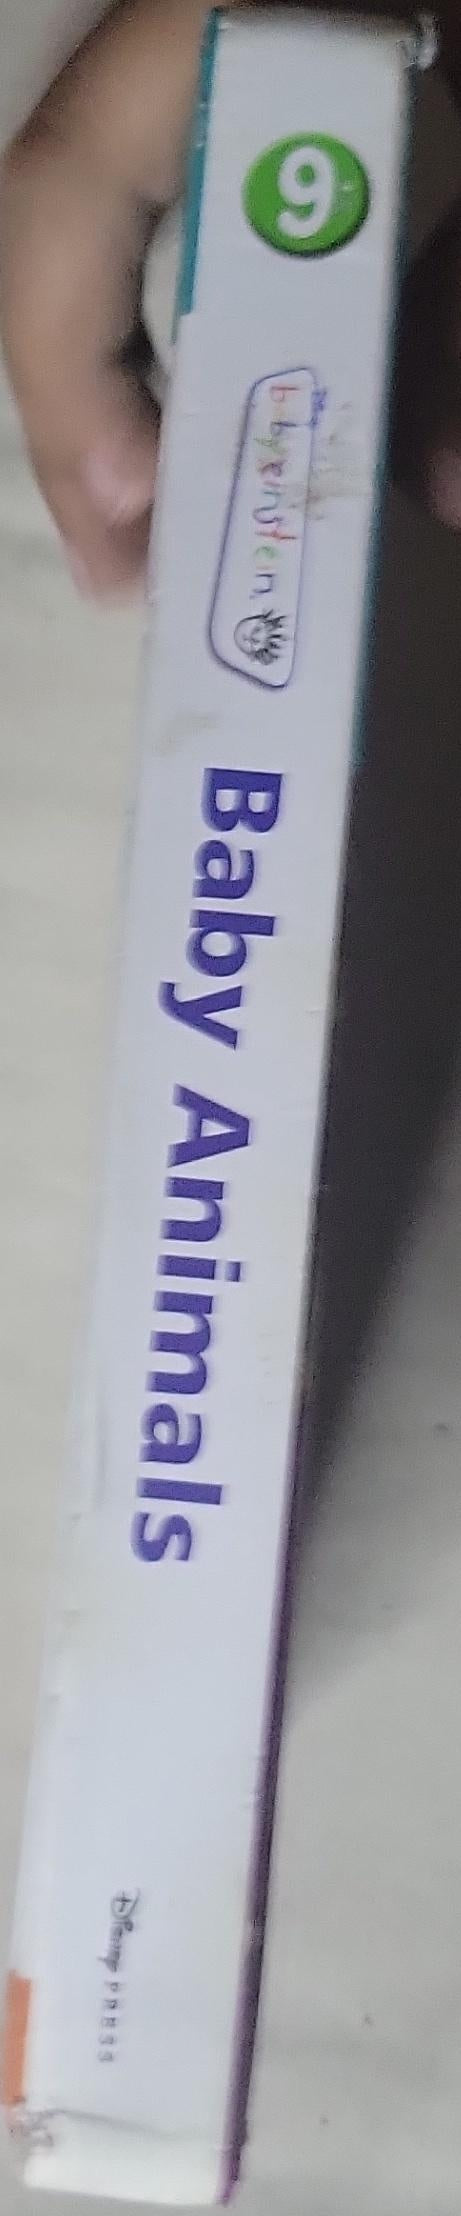 9
baby einstein
Baby Animals
Disney PRESS